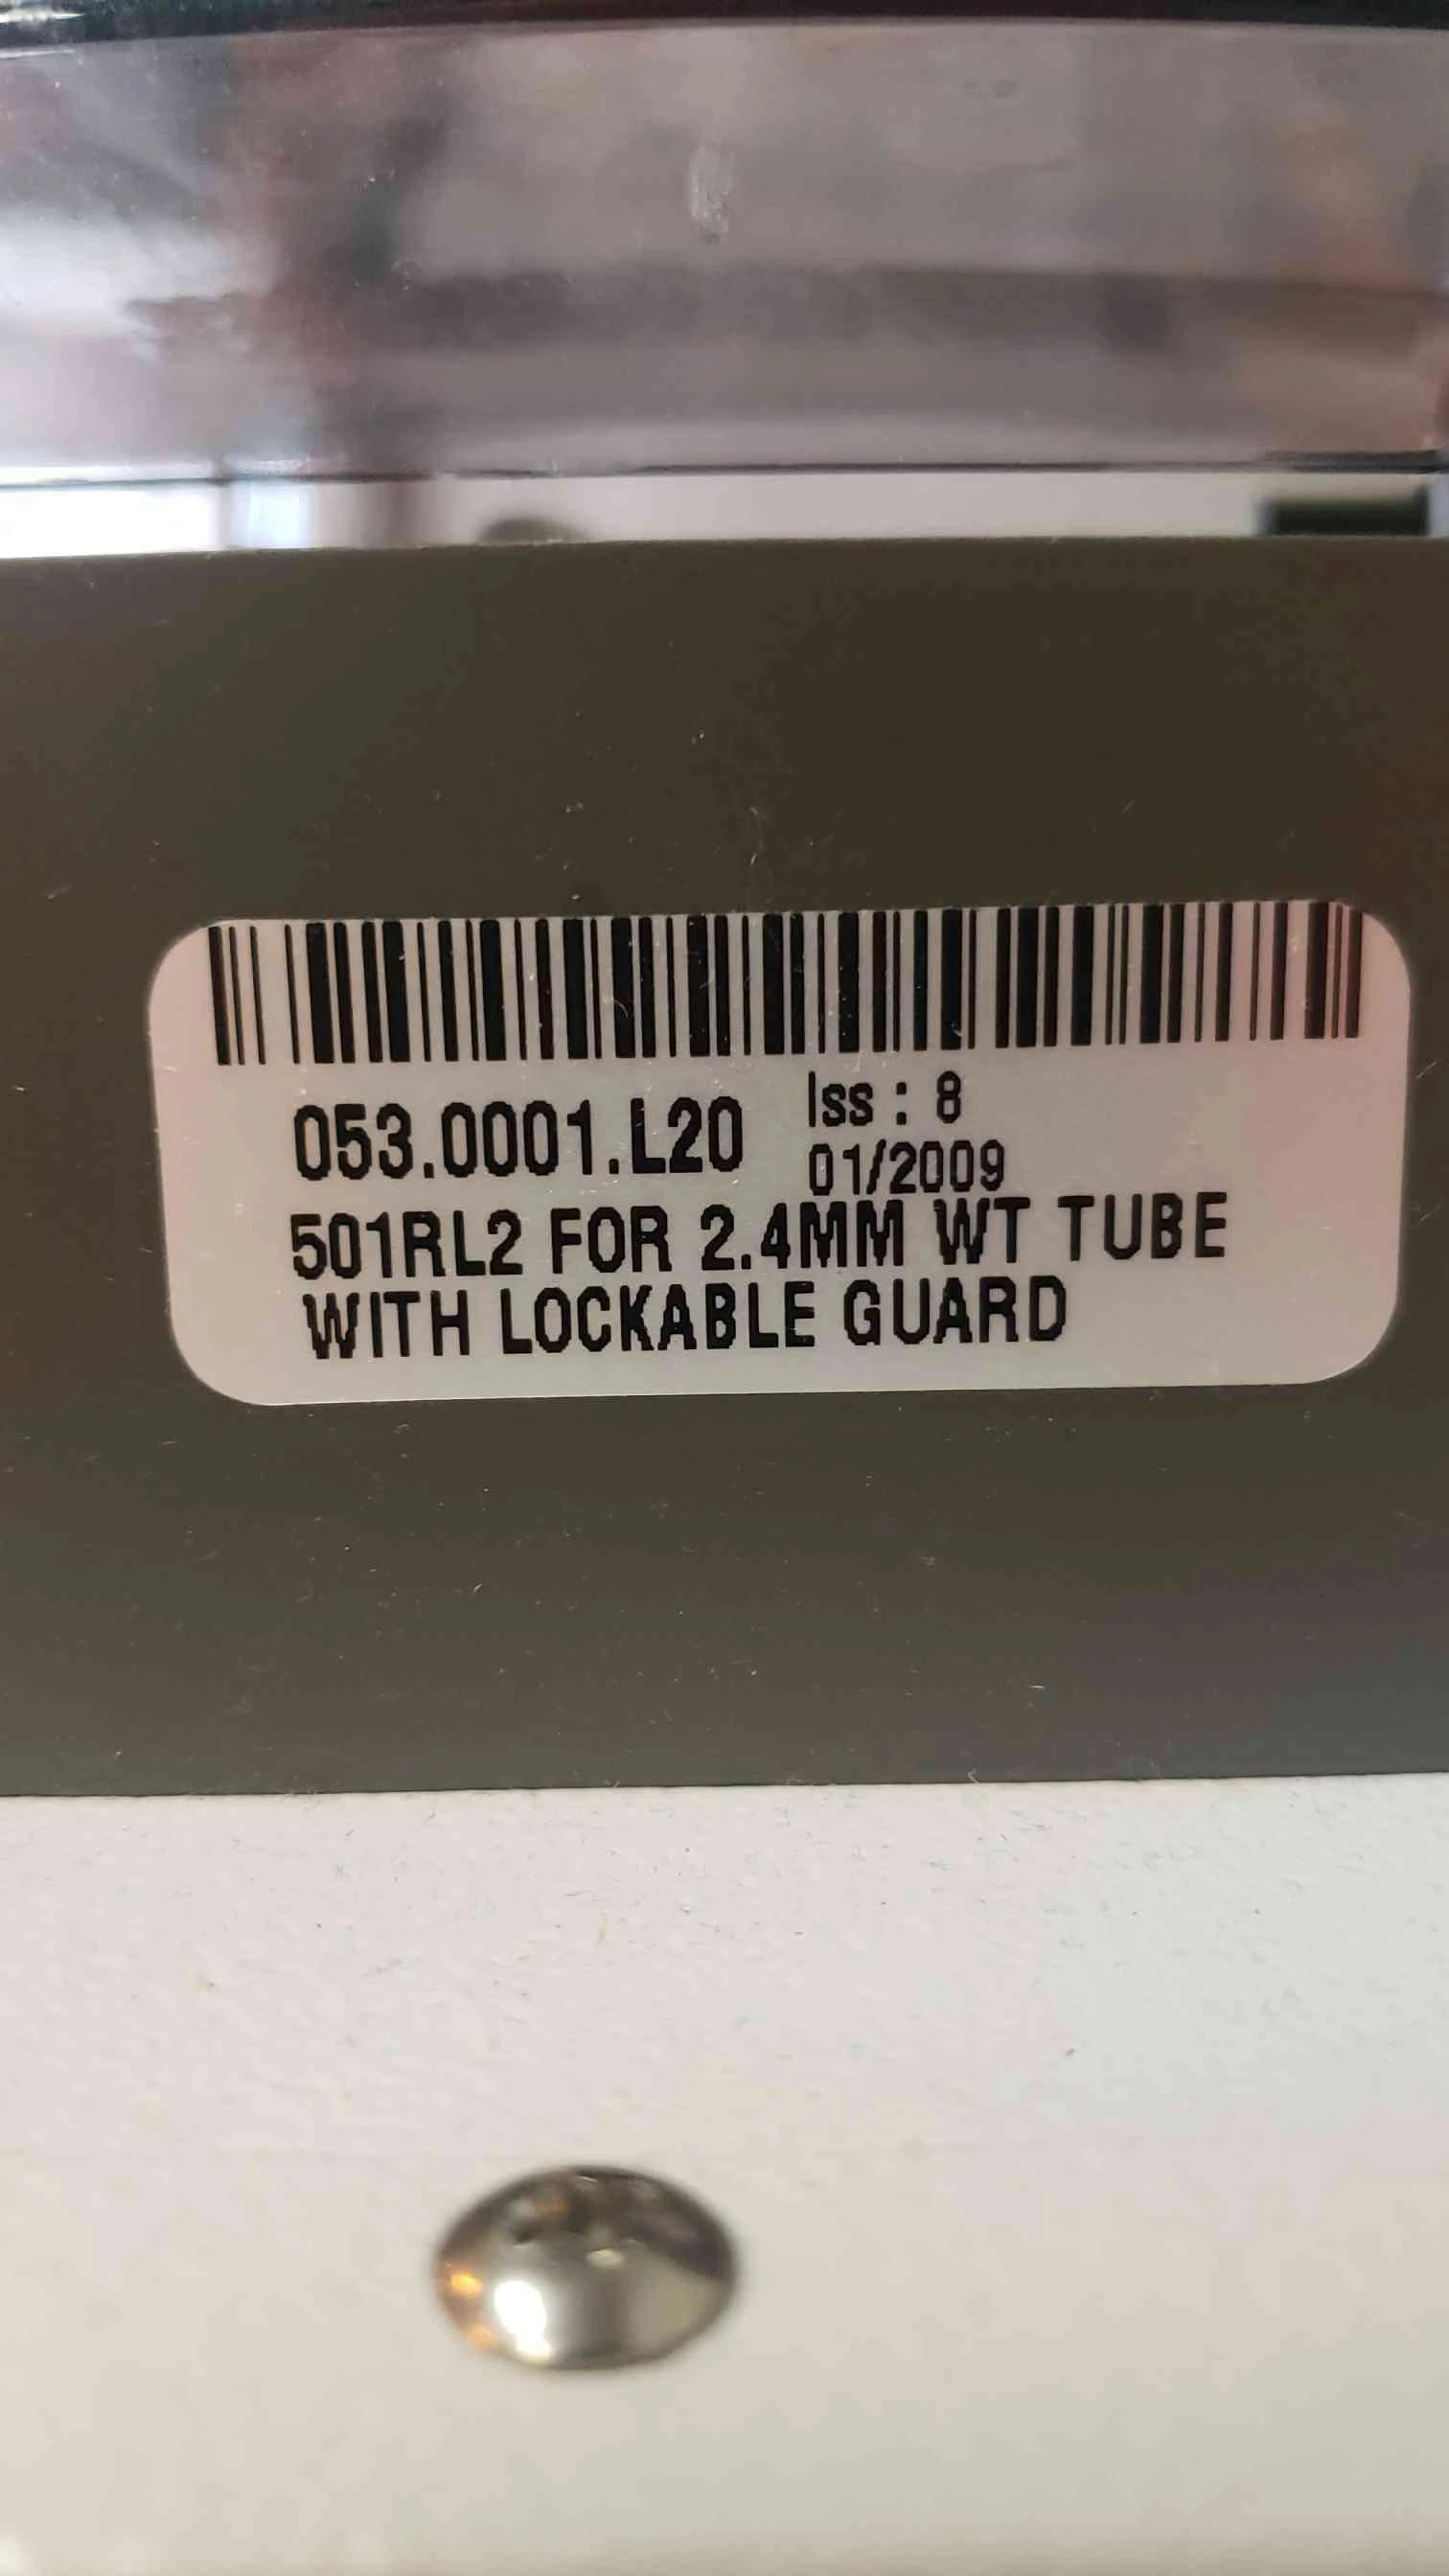 053.0001.L20
Iss : 8
01/2009
501RL2 FOR 2.4MM WT TUBE
WITH LOCKABLE GUARD